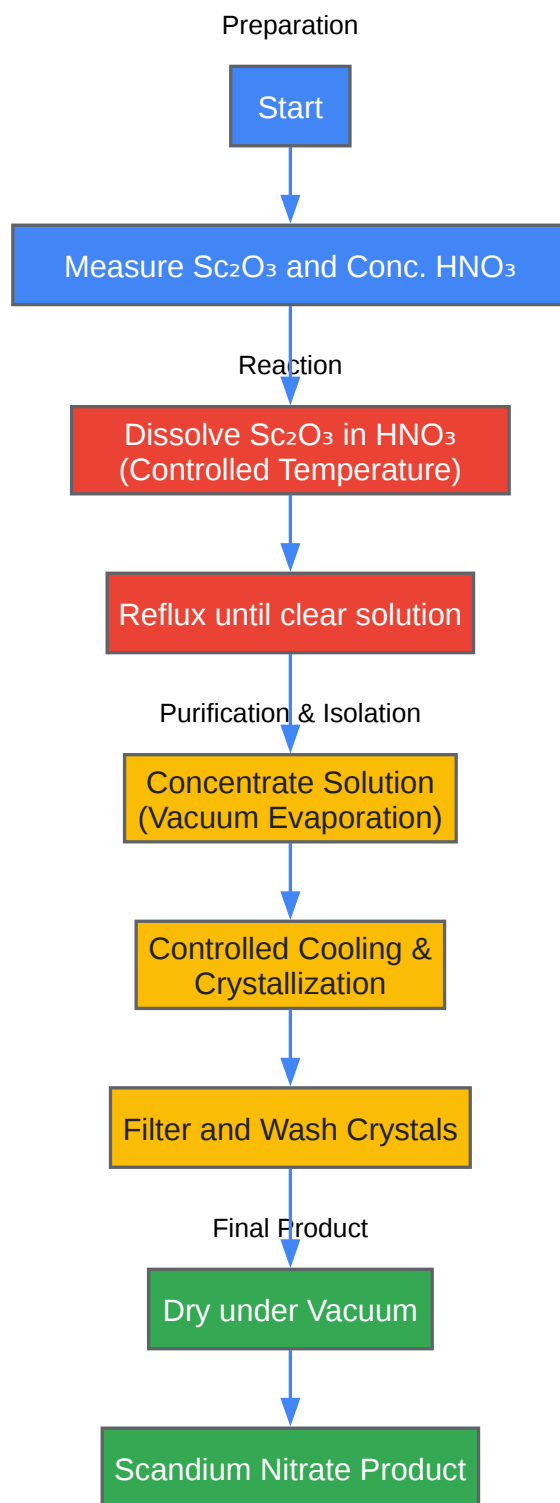 Preparation
Start
Measure Sc₂O₃ and Conc. HNO₃
Reaction
Dissolve Sc₂O₃ in HNO₃
(Controlled Temperature)
Reflux until clear solution
Purification & Isolation
Concentrate Solution
(Vacuum Evaporation)
Controlled Cooling &
Crystallization
Filter and Wash Crystals
Final Product
Dry under Vacuum
Scandium Nitrate Product